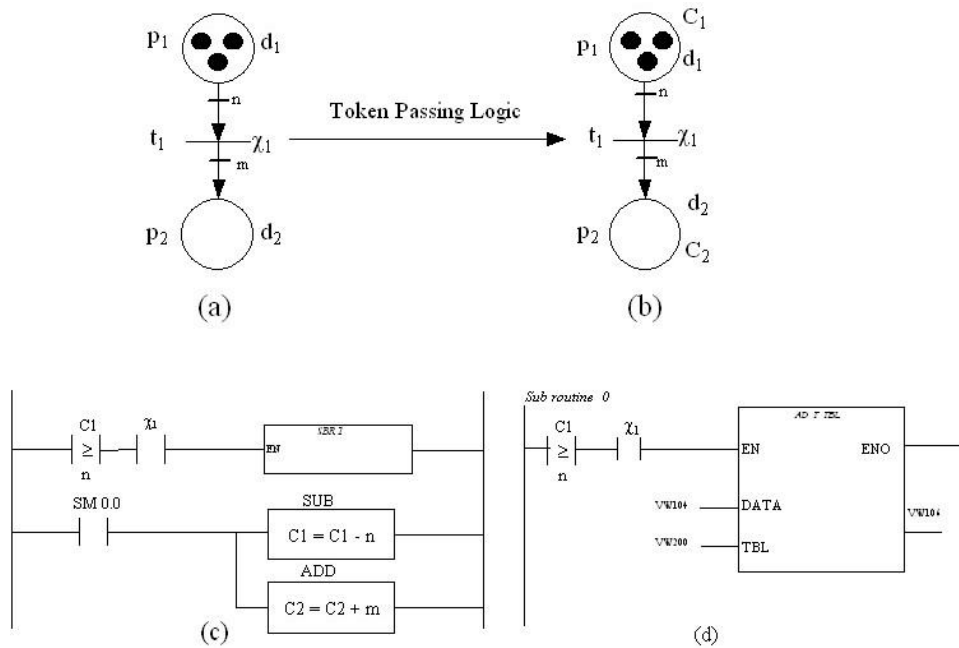 p1 d1
n
t1 χ1
m
p2 d2
(a)
Token Passing Logic
C1
p1 d1
n
t1 χ1
m
d2
p2
C2
(b)
C1 χ1
≥
n
EN
SM 0.0
SUB
C1 = C1 - n
ADD
C2 = C2 + m
(c)
Sub routine 0
C1 χ1
≥
n
EN ENO
VW104 DATA
VW200 TBL
(d)